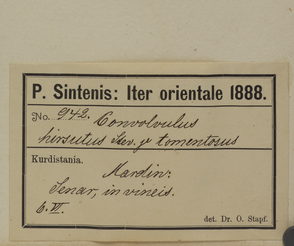 P. Sintenis: Iter orientale 1888.
No. 942. Convolvulus
hirsutus Stev. γ tomentosus
Kurdistania.
Mardin:
Senar, in vineis.
6. VI.
det. Dr. O. Stapf.